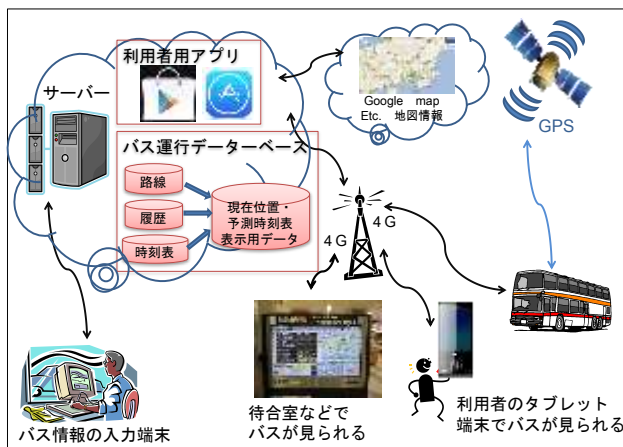 利用者用アプリ
サーバー
Google map
Etc. 地図情報
GPS
バス運行データーベース
路線
履歴
時刻表
現在位置・
予測時刻表
表示用データ
4G
4G
バス情報の入力端末
待合室などで
バスが見られる
利用者のタブレット
端末でバスが見られる